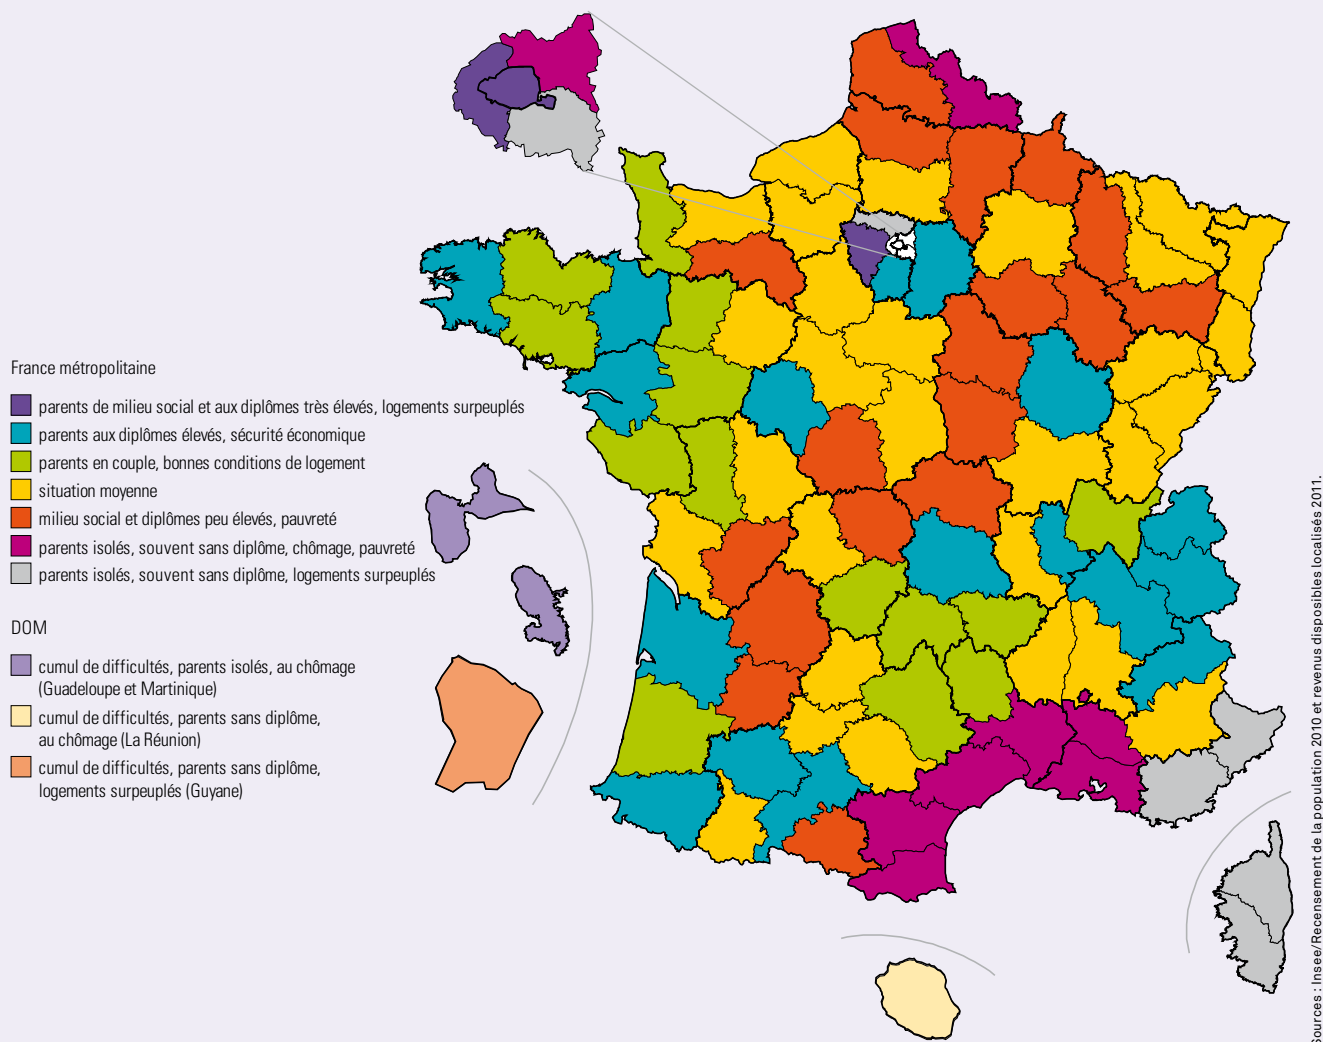 France métropolitaine
parents de milieu social et aux diplômes très élevés, logements surpeuplés
parents aux diplômes élevés, sécurité économique
parents en couple, bonnes conditions de logement
situation moyenne
milieu social et diplômes peu élevés, pauvreté
parents isolés, souvent sans diplôme, chômage, pauvreté
parents isolés, souvent sans diplôme, logements surpeuplés
DOM
cumul de difficultés, parents isolés, au chômage
(Guadeloupe et Martinique)
cumul de difficultés, parents sans diplôme,
au chômage (La Réunion)
cumul de difficultés, parents sans diplôme,
logements surpeuplés (Guyane)
Sources : Insee/Recensement de la population 2010 et revenus disponibles localisés 2011.